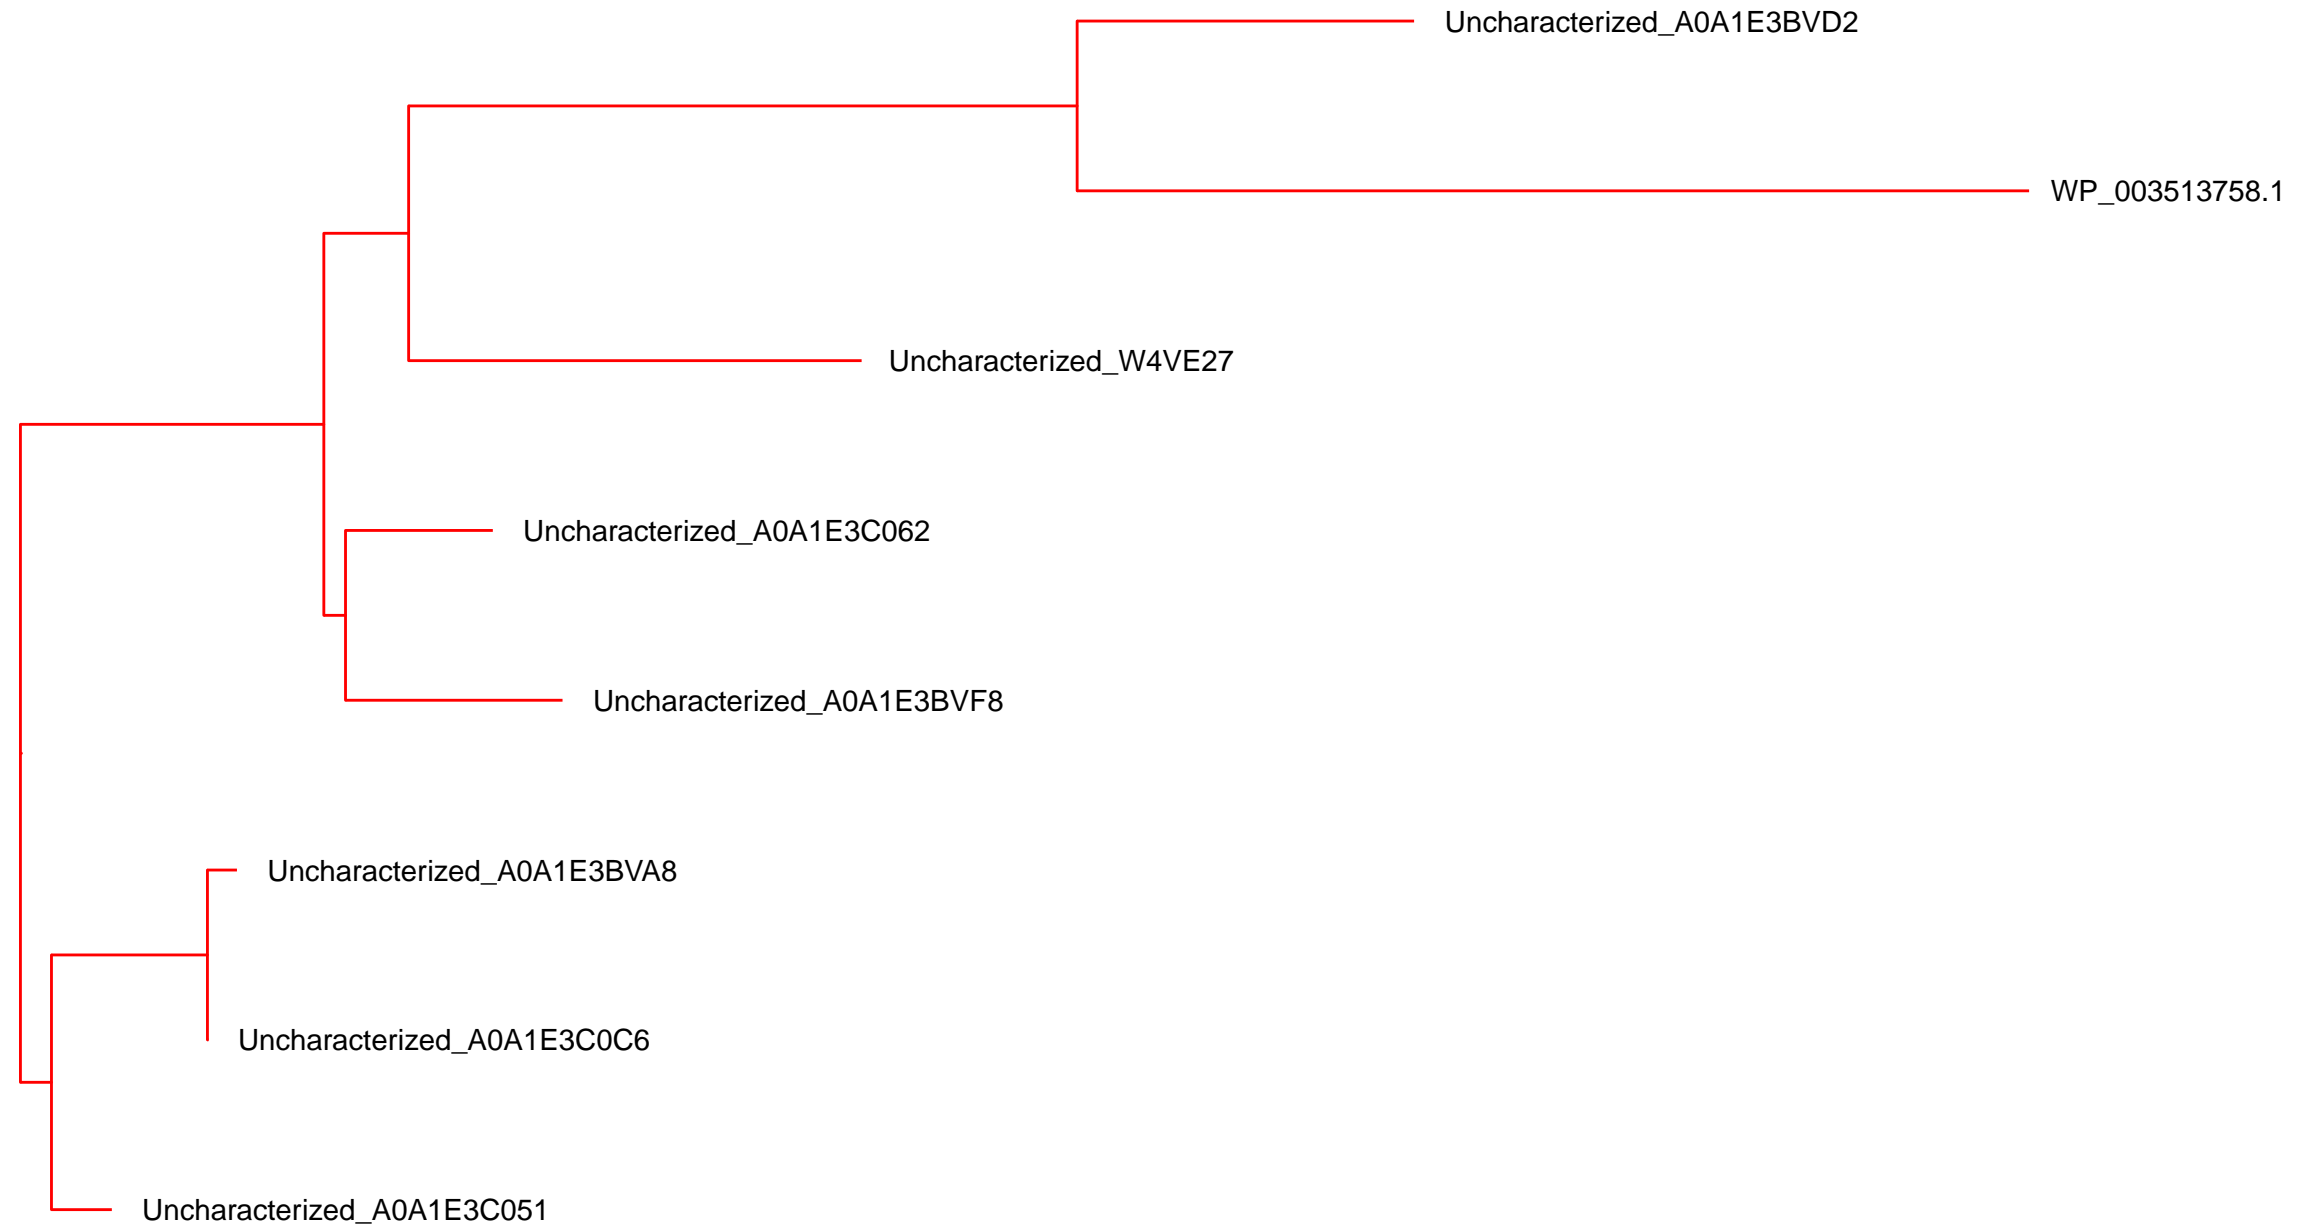 Uncharacterized_A0A1E3BVD2
WP_003513758.1
Uncharacterized_W4VE27
Uncharacterized_A0A1E3C062
Uncharacterized_A0A1E3BVF8
Uncharacterized_A0A1E3BVA8
Uncharacterized_A0A1E3C0C6
Uncharacterized_A0A1E3C051